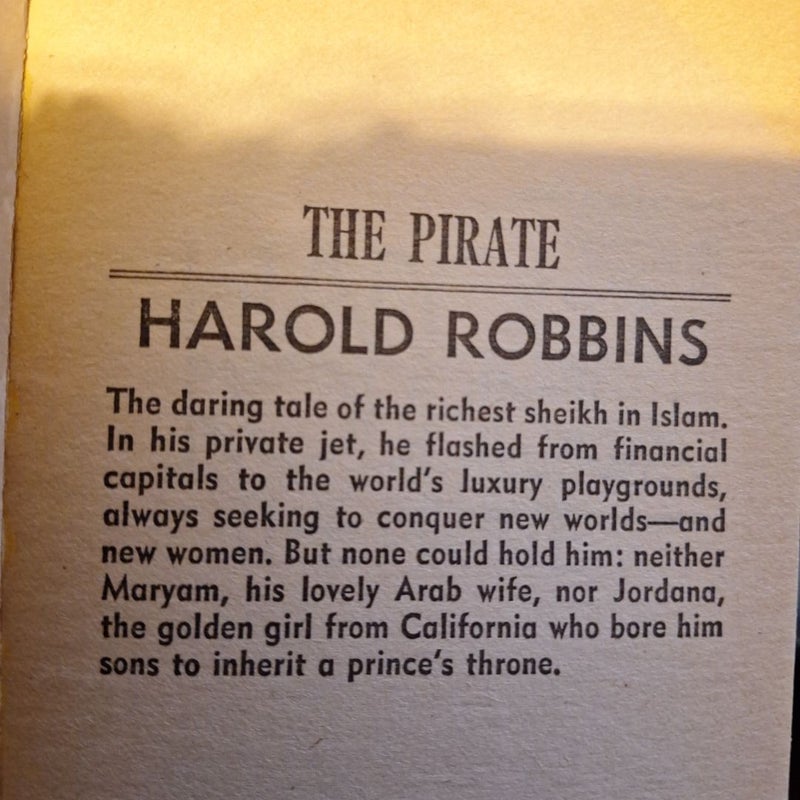 THE PIRATE
HAROLD ROBBINS
The daring tale of the richest sheikh in Islam.
In his private jet, he flashed from financial
capitals to the world's luxury playgrounds,
always seeking to conquer new worlds—and
new women. But none could hold him: neither
Maryam, his lovely Arab wife, nor Jordana,
the golden girl from California who bore him
sons to inherit a prince's throne.